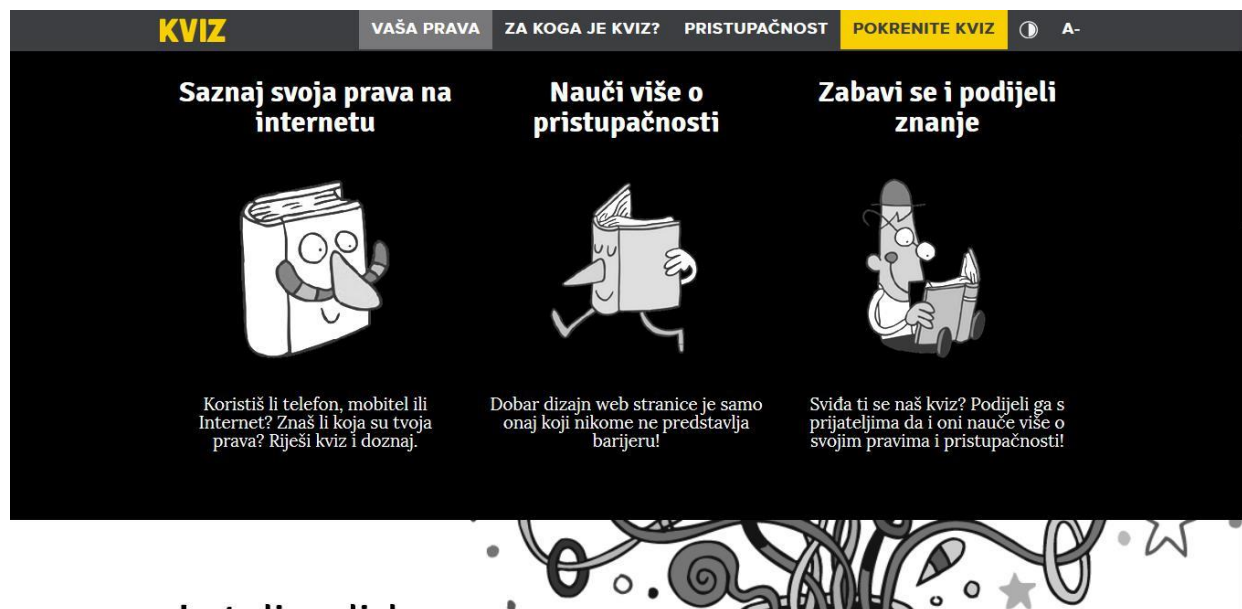 KVIZ
VAŠA PRAVA
ZA KOGA JE KVIZ?
PRISTUPAČNOST
POKRENITE KVIZ
A-
Saznaj svoja prava na
internetu
Koristiš li telefon, mobitel ili
Internet? Znaš li koja su tvoja
prava? Riješi kviz i doznaj.
Nauči više o
pristupačnosti
Dobar dizajn web stranice je samo
onaj koji nikome ne predstavlja
barijeru!
Zabavi se i podijeli
znanje
Sviđa ti se naš kviz? Podijeli ga s
prijateljima da i oni nauče više o
svojim pravima i pristupačnosti!